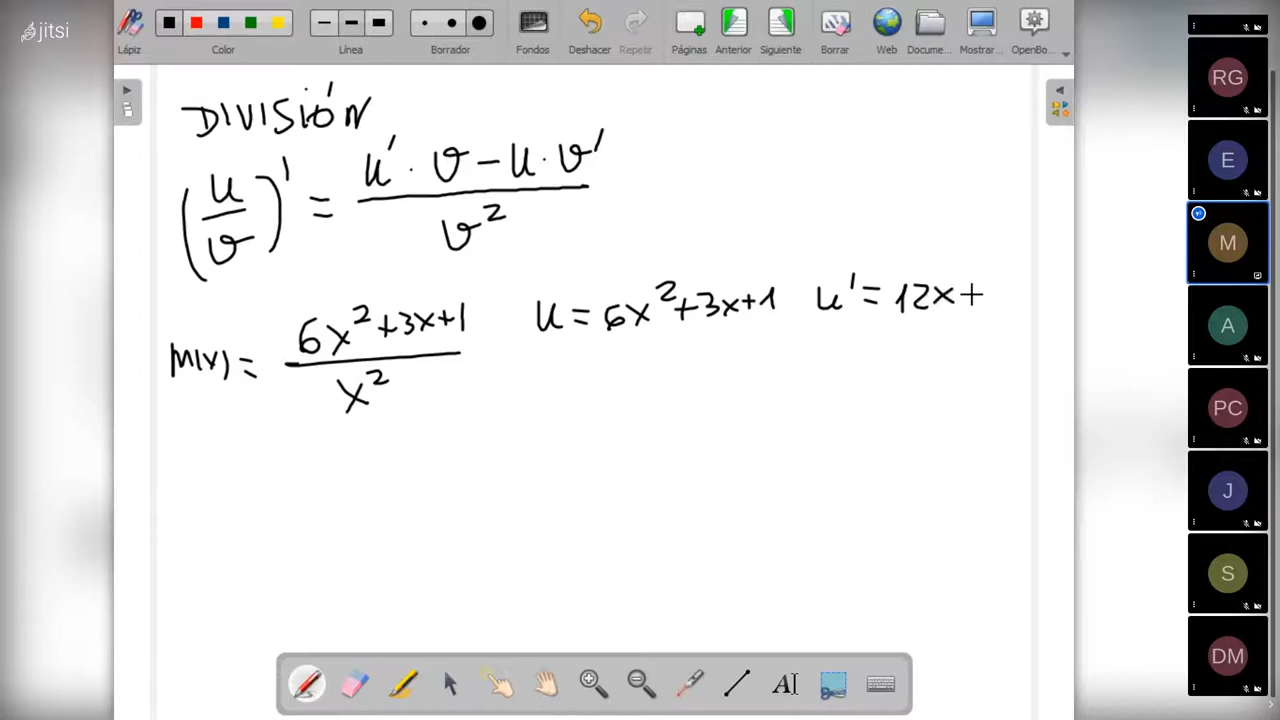 jitsi
Lápiz Color Línea Borrador Fondos Deshacer Repetir Páginas Anterior Siguiente Borrar Web Docume... Mostrar... OpenBo...
DIVISIÓN
(u/v)' = (u' · v − u · v')/v²
M(x) = (6x²+3x+1)/x² u = 6x²+3x+1 u' = 12x+
AI
RG
E
M
A
PC
J
S
DM